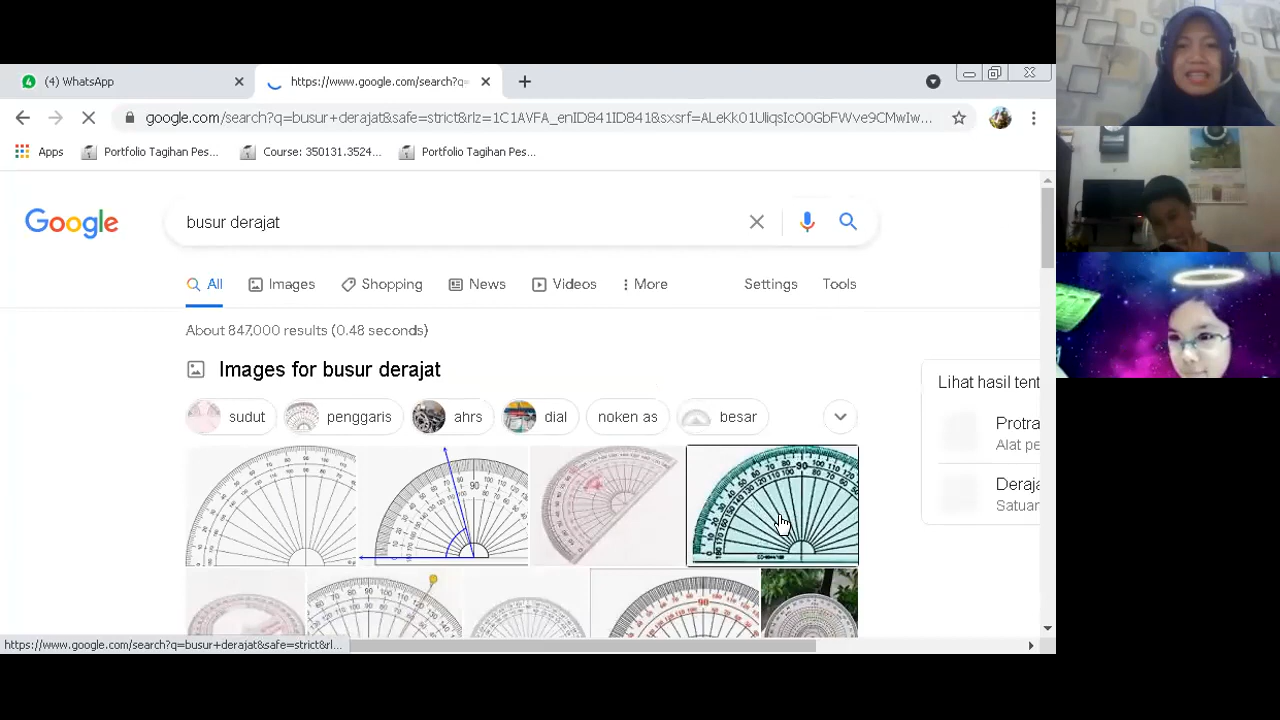 (4) WhatsApp
https://www.google.com/search?q=
google.com/search?q=busur+derajat&safe=strict&rlz=1C1AVFA_enID841ID841&sxsrf=
Apps
Portfolio Tagihan Pes...
Course: 350131.3524...
Portfolio Tagihan Pes...
Google
busur derajat
All
Images
Shopping
News
Videos
More
Settings
Tools
About 847,000 results (0.48 seconds)
Images for busur derajat
sudut
penggaris
ahrs
dial
noken as
besar
Lihat hasil tent
Protra
Alat pe
Deraja
Satuar
https://www.google.com/search?q=busur+derajat&safe=strict&rl...